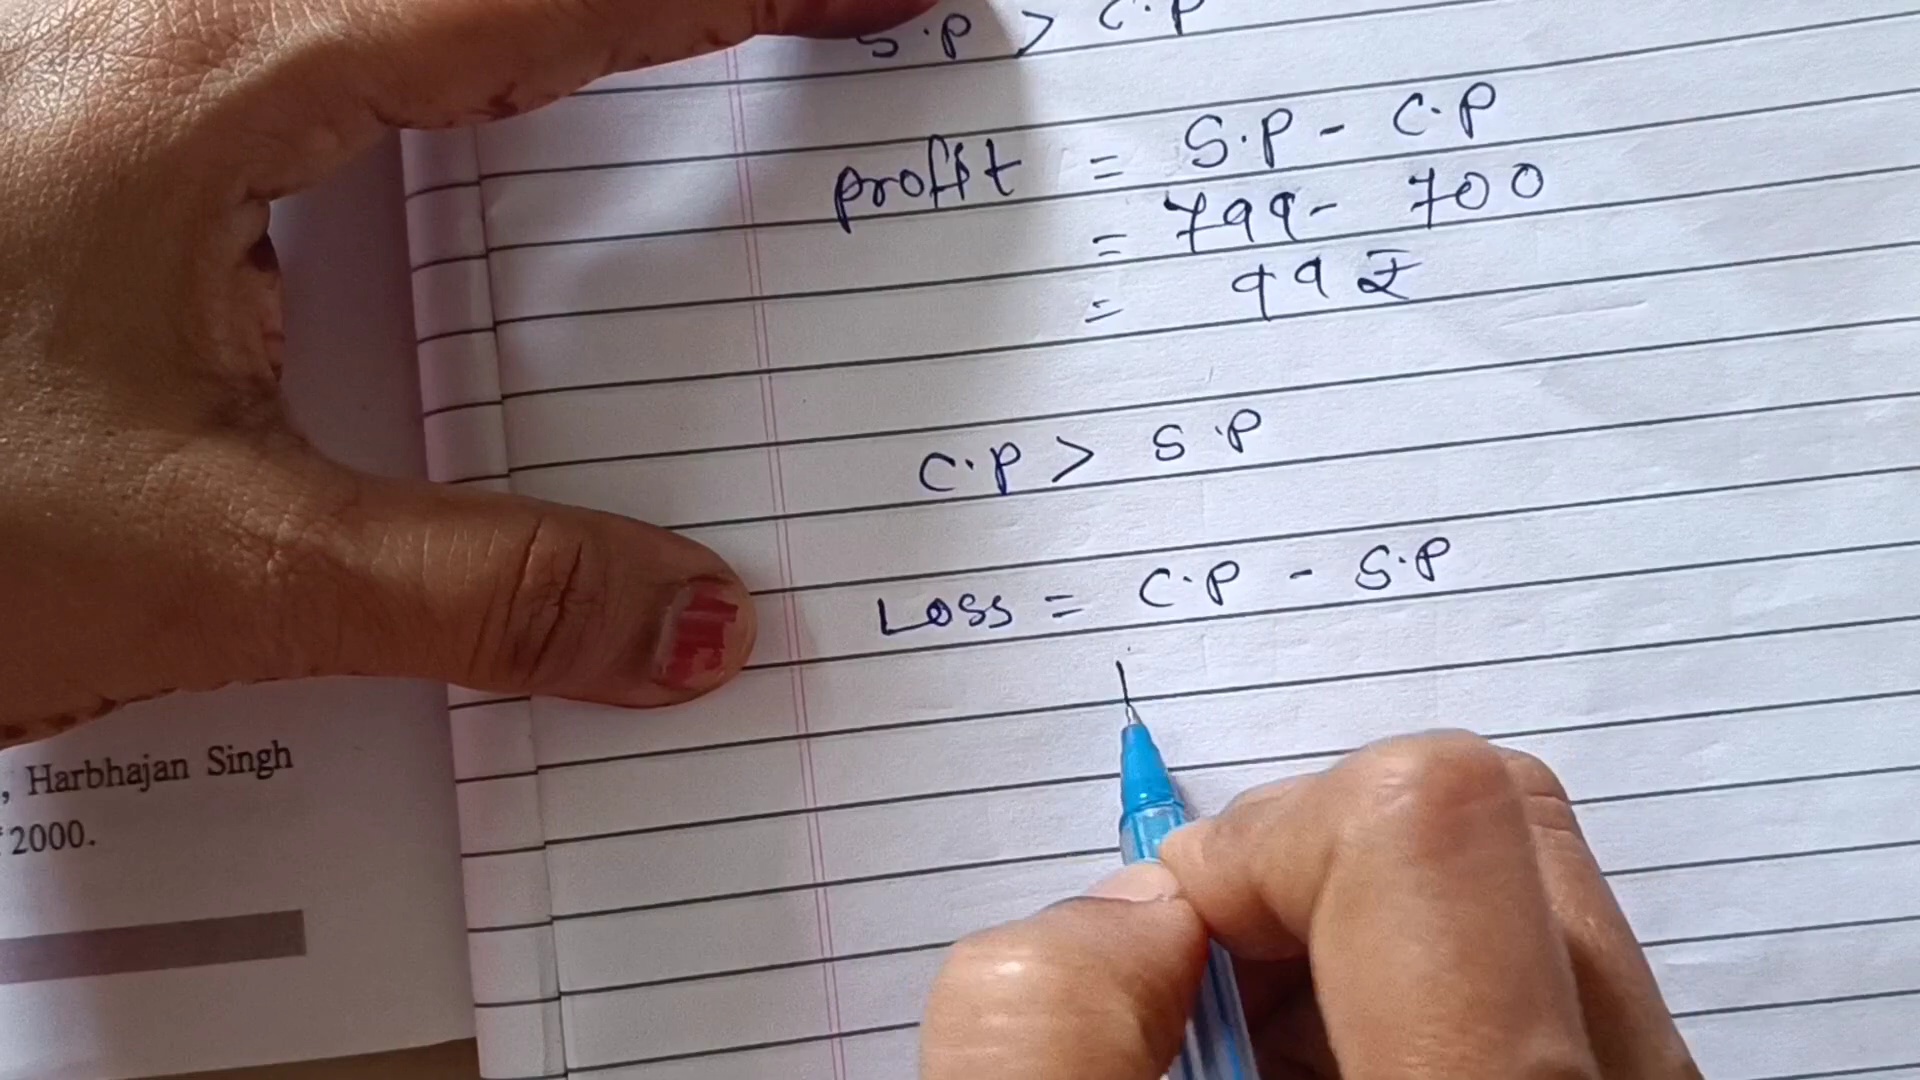 S.P > C.P
profit = S.P - C.P
= 799 - 700
= 99 ₹
C.P > S.P
Loss = C.P - S.P
, Harbhajan Singh
2000.